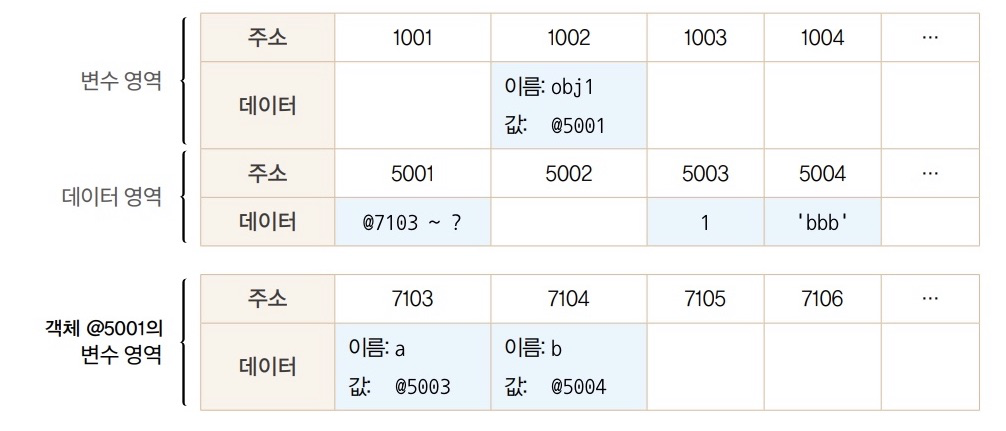 변수 영역
주소 1001 1002 1003 1004 ...
데이터
이름: obj1
값: @5001
데이터 영역
주소 5001 5002 5003 5004 ...
데이터 @7103 ~ ? 1 'bbb'
객체 @5001의
변수 영역
주소 7103 7104 7105 7106 ...
데이터
이름: a 이름: b
값: @5003 값: @5004